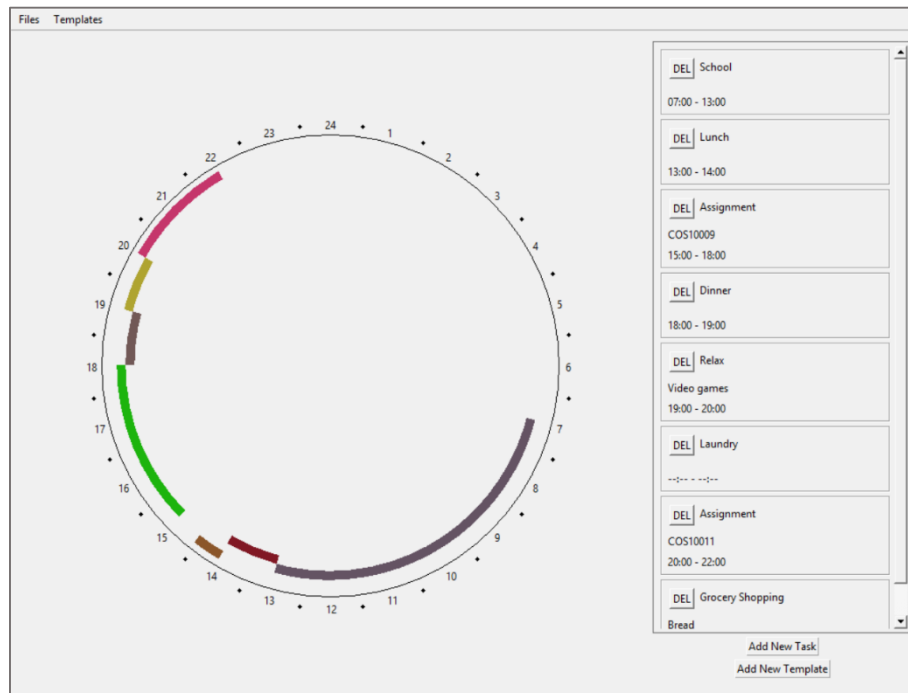 Files Templates
24
1
2
3
4
5
6
7
8
9
10
11
12
13
14
15
16
17
18
19
20
21
22
23
DEL School
07:00 - 13:00
DEL Lunch
13:00 - 14:00
DEL Assignment
COS10009
15:00 - 18:00
DEL Dinner
18:00 - 19:00
DEL Relax
Video games
19:00 - 20:00
DEL Laundry
--:-- - --:--
DEL Assignment
COS10011
20:00 - 22:00
DEL Grocery Shopping
Bread
Add New Task
Add New Template